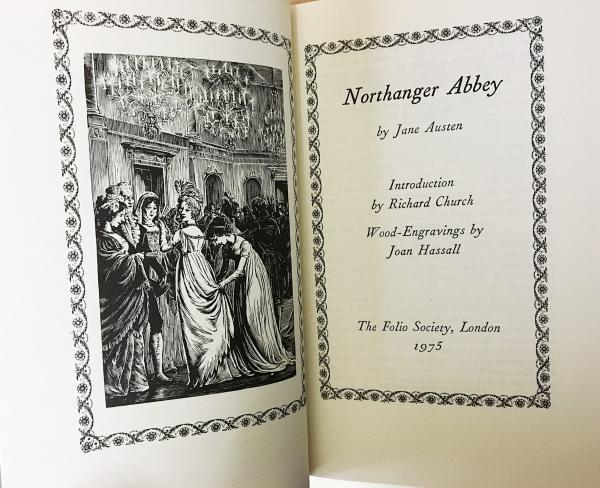 Northanger Abbey
by Jane Austen
Introduction
by Richard Church
Wood-Engravings by
Joan Hassall
The Folio Society, London
1975